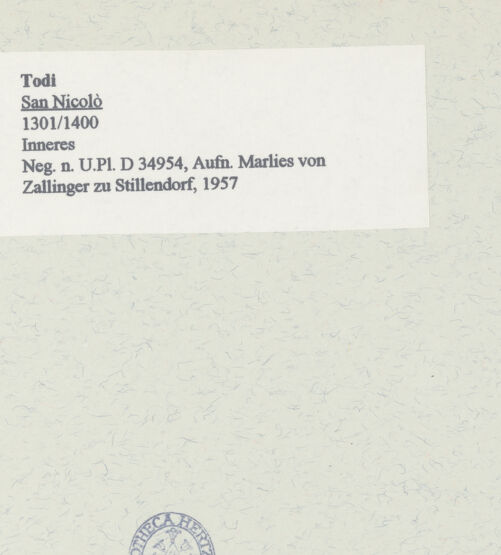 Todi
San Nicolò
1301/1400
Inneres
Neg. n. U.Pl. D 34954, Aufn. Marlies von
Zallinger zu Stillendorf, 1957